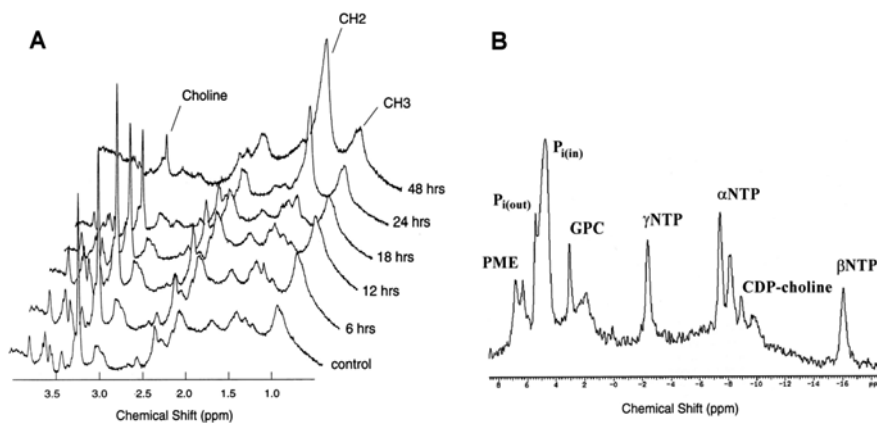 A
CH2
Choline
CH3
48 hrs
24 hrs
18 hrs
12 hrs
6 hrs
control
3.5 3.0 2.5 2.0 1.5 1.0
Chemical Shift (ppm)
B
Pi(in)
Pi(out)
GPC
γNTP
αNTP
PME
CDP-choline
βNTP
8 6 4 2 0 -2 -4 -6 -8 -10 -12 -14 -16
Chemical Shift (ppm)